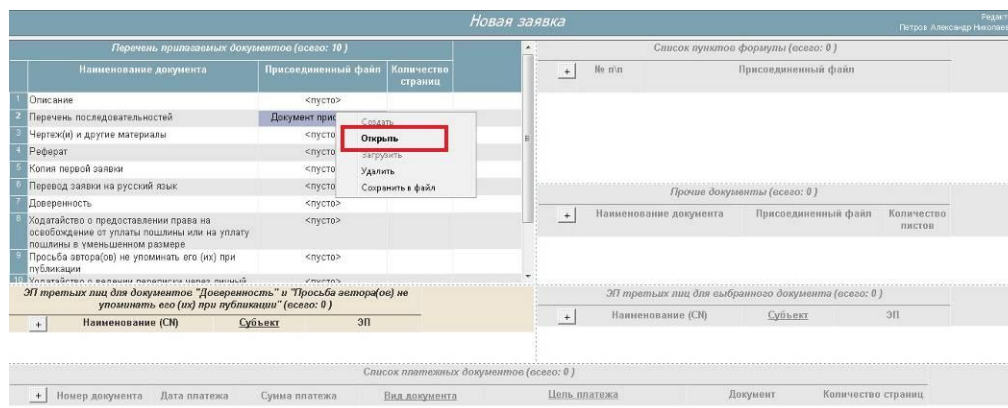 Новая заявка
Петров Александр
Перечень прилагаемых документов (всего: 10 )
Наименование документа Присоединенный файл Количество страниц
1 Описание <пусто>
2 Перечень последовательностей Документ прис
3 Чертеж(и) и другие материалы <пусто
4 Реферат <пусто
5 Копия первой заявки <пусто
6 Перевод заявки на русский язык <пусто
7 Доверенность <пусто>
8 Ходатайство о предоставлении права на <пусто>
освобождение от уплаты пошлины или на уплату
пошлины в уменьшенном размере
9 Просьба автора(ов) не упоминать его (их) при <пусто>
публикации
10 Ходатайство о ведении переписки через личный <пусто>
Создать
Открыть
Загрузить
Удалить
Сохранить в файл
Список пунктов формулы (всего: 0 )
+ № п\п Присоединенный файл
Прочие документы (всего: 0 )
+ Наименование документа Присоединенный файл Количество листов
ЭП третьих лиц для документов "Доверенность" и "Просьба автора(ов) не
упоминать его (их) при публикации" (всего: 0 )
+ Наименование (CN) Субъект ЭП
ЭП третьих лиц для выбранного документа (всего: 0 )
+ Наименование (CN) Субъект ЭП
Список платежных документов (всего: 0 )
+ Номер документа Дата платежа Сумма платежа Вид документа Цель платежа Документ Количество страниц